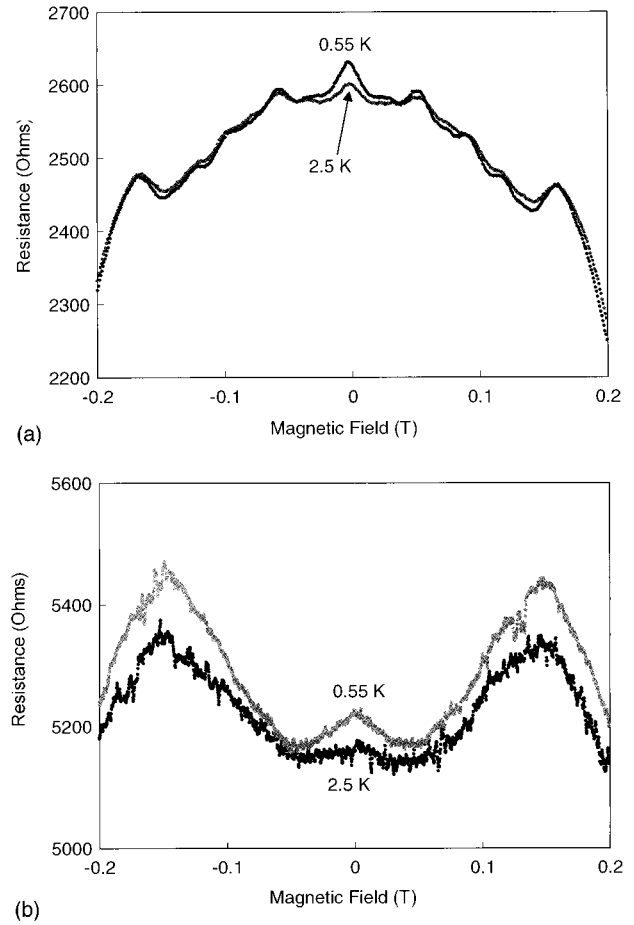 2700
2600
2500
2400
2300
2200
Resistance (Ohms)
0.55 K
2.5 K
-0.2 -0.1 0 0.1 0.2
Magnetic Field (T)
(a)
5600
5400
5200
5000
Resistance (Ohms)
0.55 K
2.5 K
-0.2 -0.1 0 0.1 0.2
Magnetic Field (T)
(b)